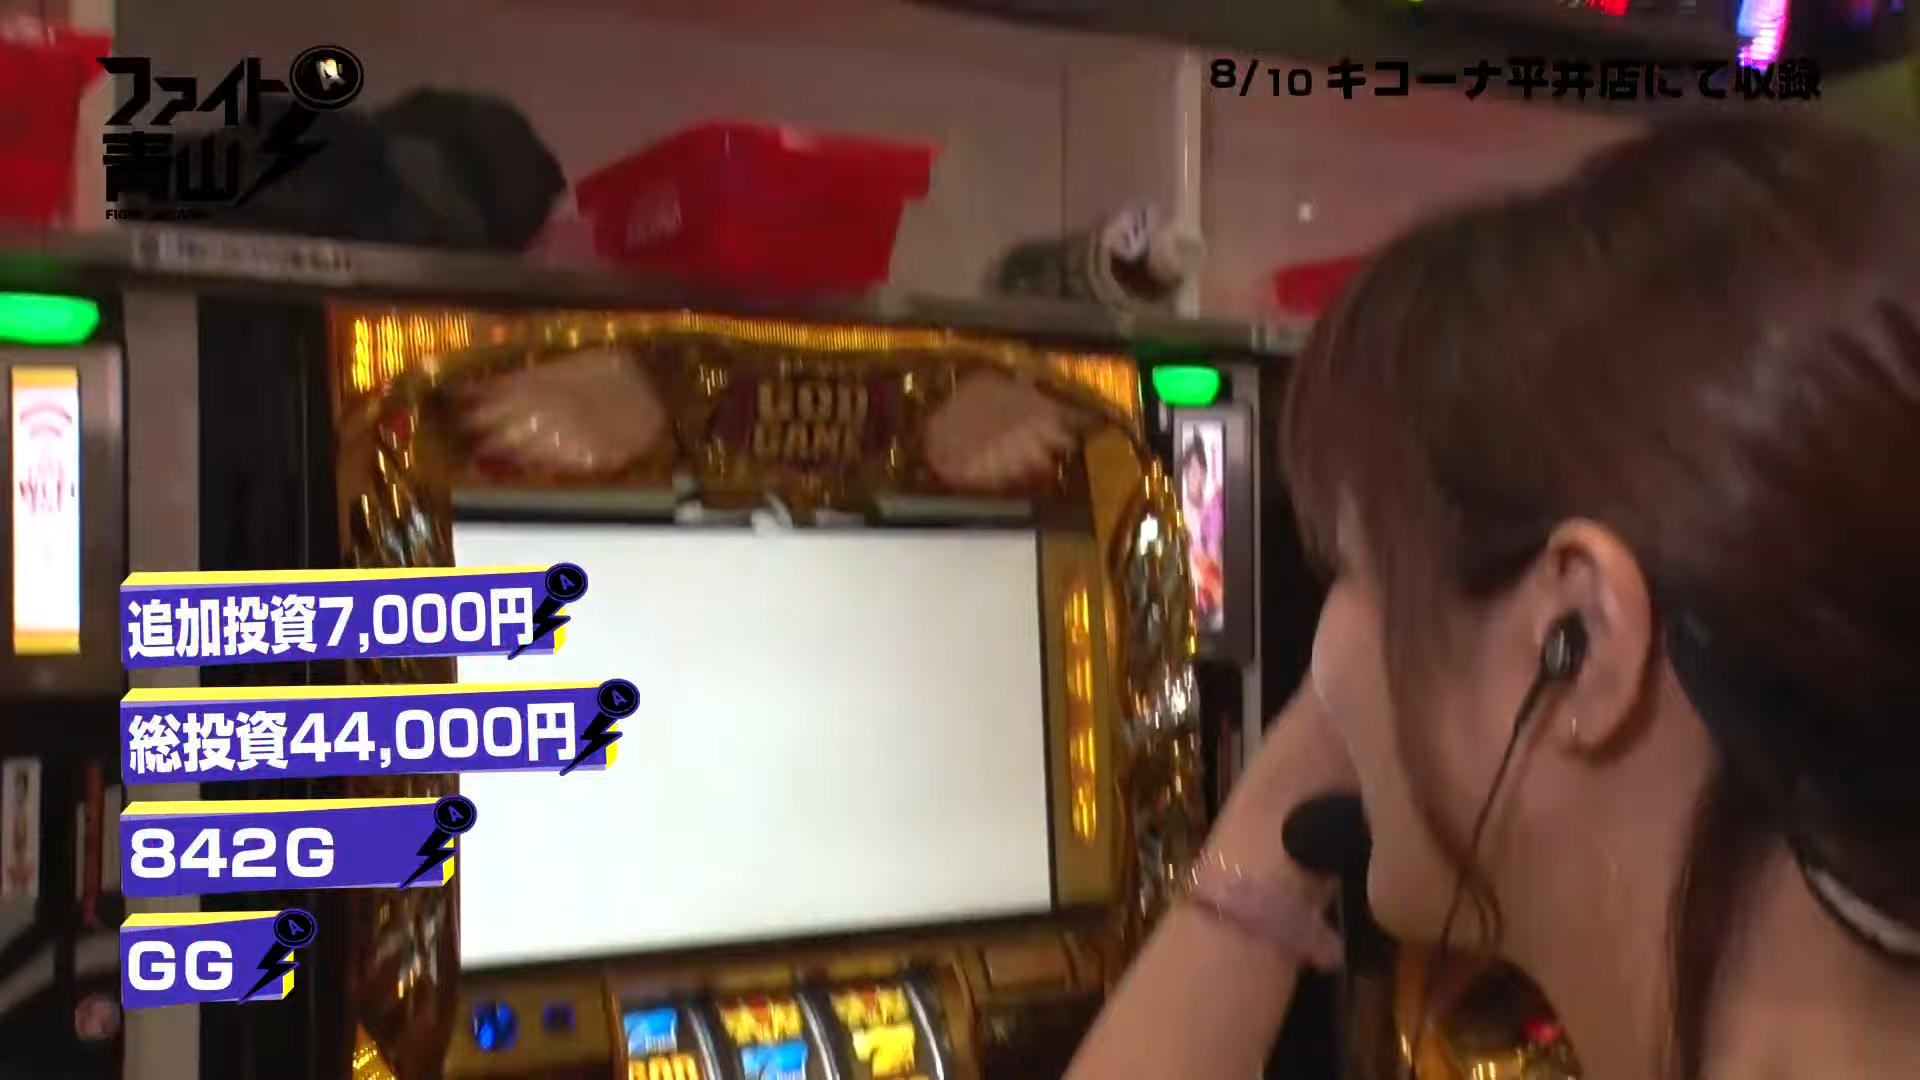 ファイト
青山
8/10 キコーナ平井店にて収録
GOD
GAME
追加投資7,000円
総投資44,000円
842G
GG